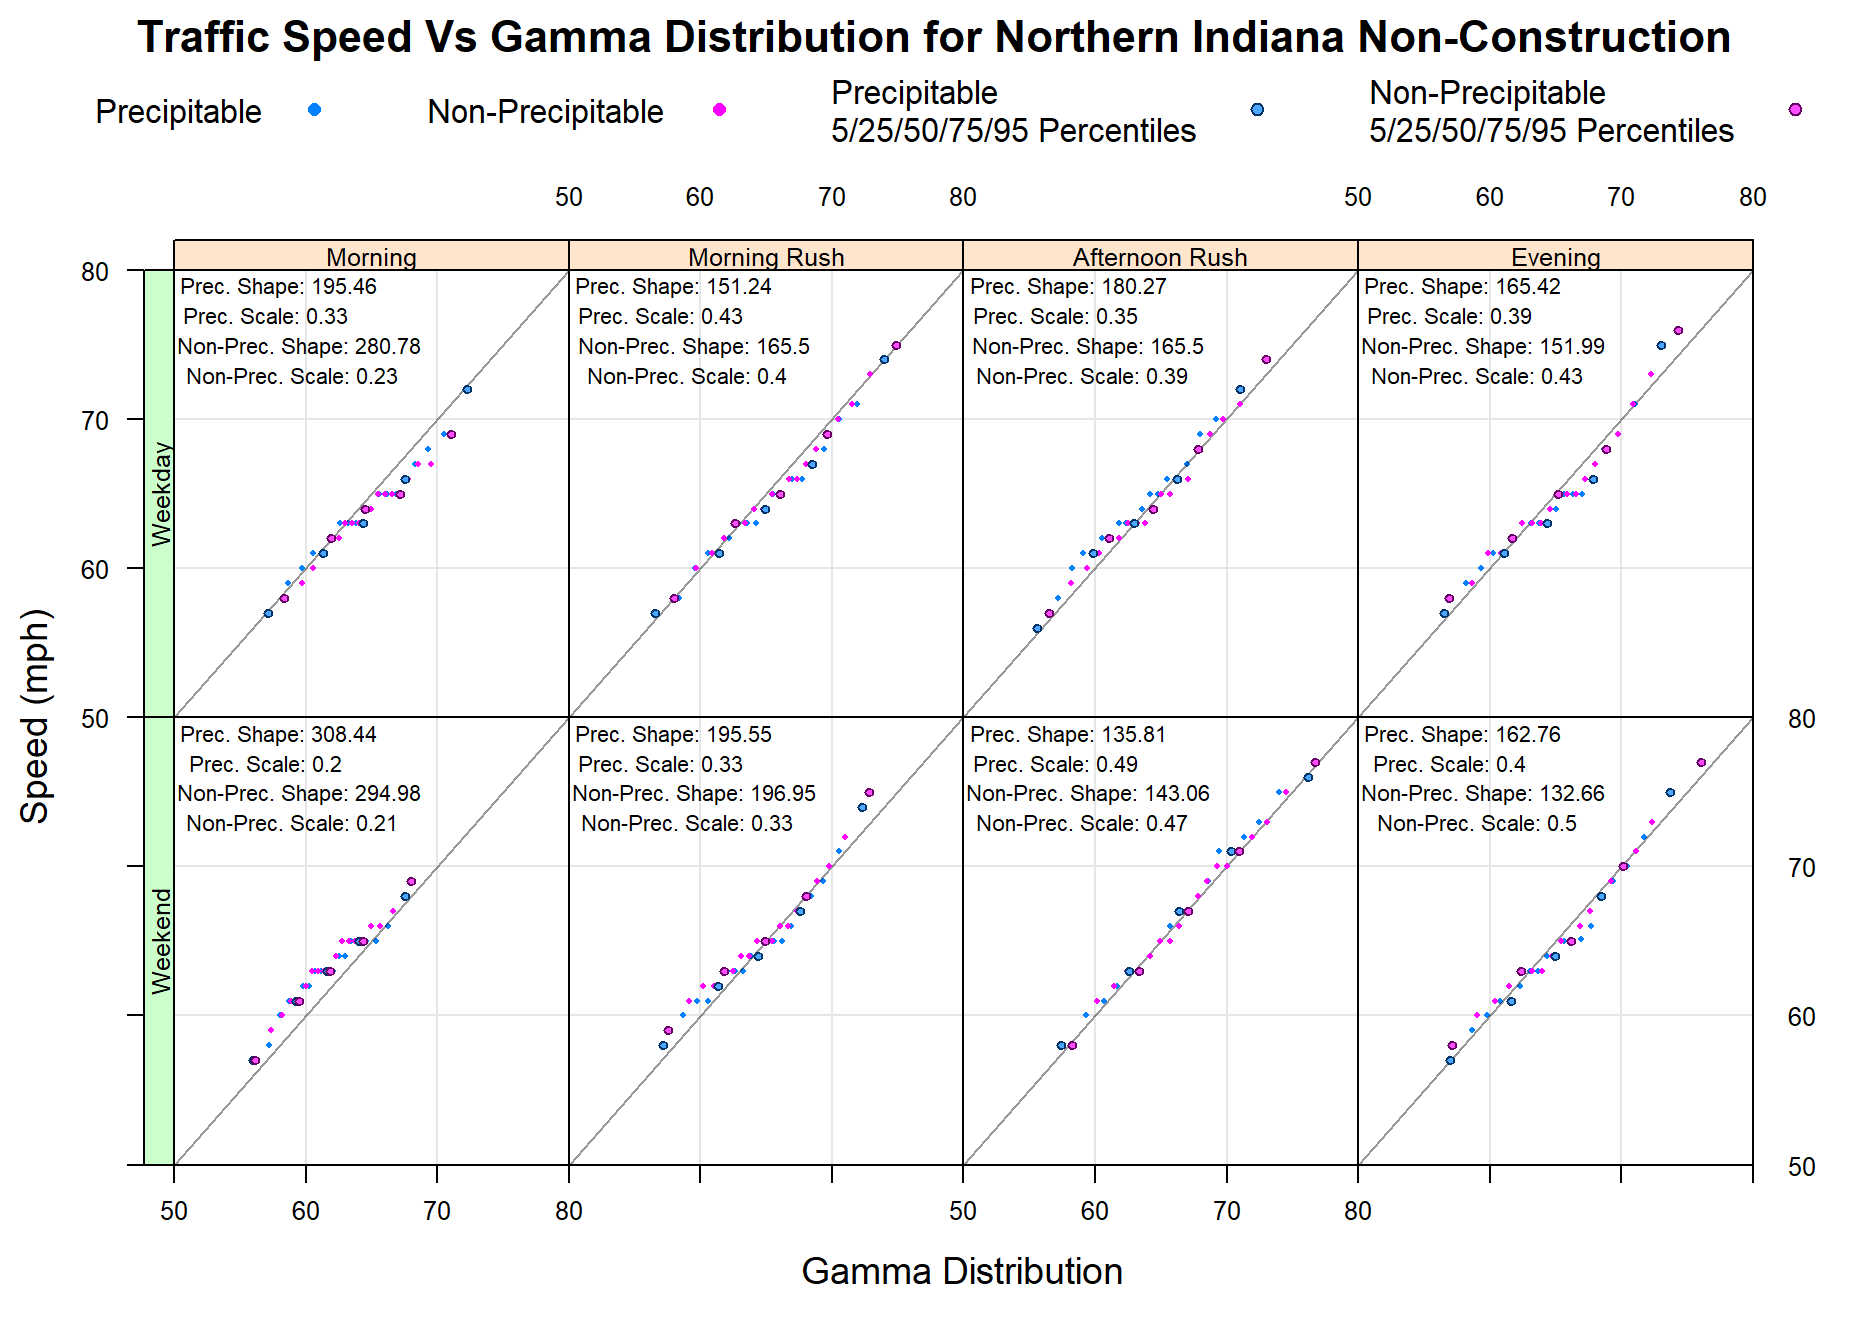 Traffic Speed Vs Gamma Distribution for Northern Indiana Non-Construction
Precipitable
Non-Precipitable
Precipitable
5/25/50/75/95 Percentiles
Non-Precipitable
5/25/50/75/95 Percentiles
50 60 70 80 50 60 70 80
Morning
Morning Rush
Afternoon Rush
Evening
80
70
60
50
Weekday
Prec. Shape: 195.46
Prec. Scale: 0.33
Non-Prec. Shape: 280.78
Non-Prec. Scale: 0.23
Prec. Shape: 151.24
Prec. Scale: 0.43
Non-Prec. Shape: 165.5
Non-Prec. Scale: 0.4
Prec. Shape: 180.27
Prec. Scale: 0.35
Non-Prec. Shape: 165.5
Non-Prec. Scale: 0.39
Prec. Shape: 165.42
Prec. Scale: 0.39
Non-Prec. Shape: 151.99
Non-Prec. Scale: 0.43
Speed (mph)
Weekend
Prec. Shape: 308.44
Prec. Scale: 0.2
Non-Prec. Shape: 294.98
Non-Prec. Scale: 0.21
Prec. Shape: 195.55
Prec. Scale: 0.33
Non-Prec. Shape: 196.95
Non-Prec. Scale: 0.33
Prec. Shape: 135.81
Prec. Scale: 0.49
Non-Prec. Shape: 143.06
Non-Prec. Scale: 0.47
Prec. Shape: 162.76
Prec. Scale: 0.4
Non-Prec. Shape: 132.66
Non-Prec. Scale: 0.5
80
70
60
50
50 60 70 80 50 60 70 80
Gamma Distribution